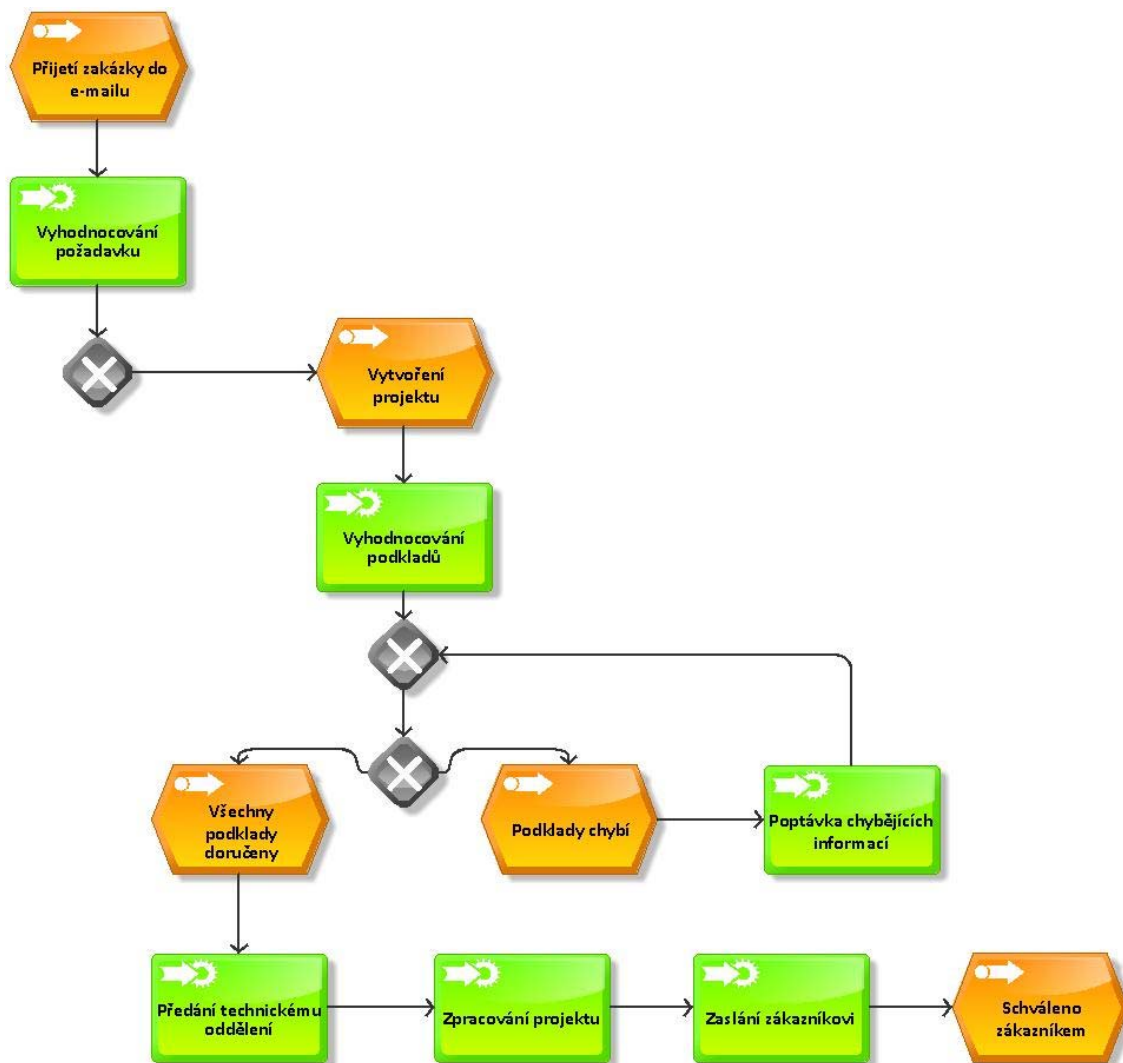 Přijetí zakázky do
e-mailu
Vyhodnocování
požadavku
Vytvoření
projektu
Vyhodnocování
podkladů
Všechny
podklady
doručeny
Podklady chybí
Poptávka chybějících
informací
Předání technickému
oddělení
Zpracování projektu
Zaslání zákazníkovi
Schváleno
zákazníkem